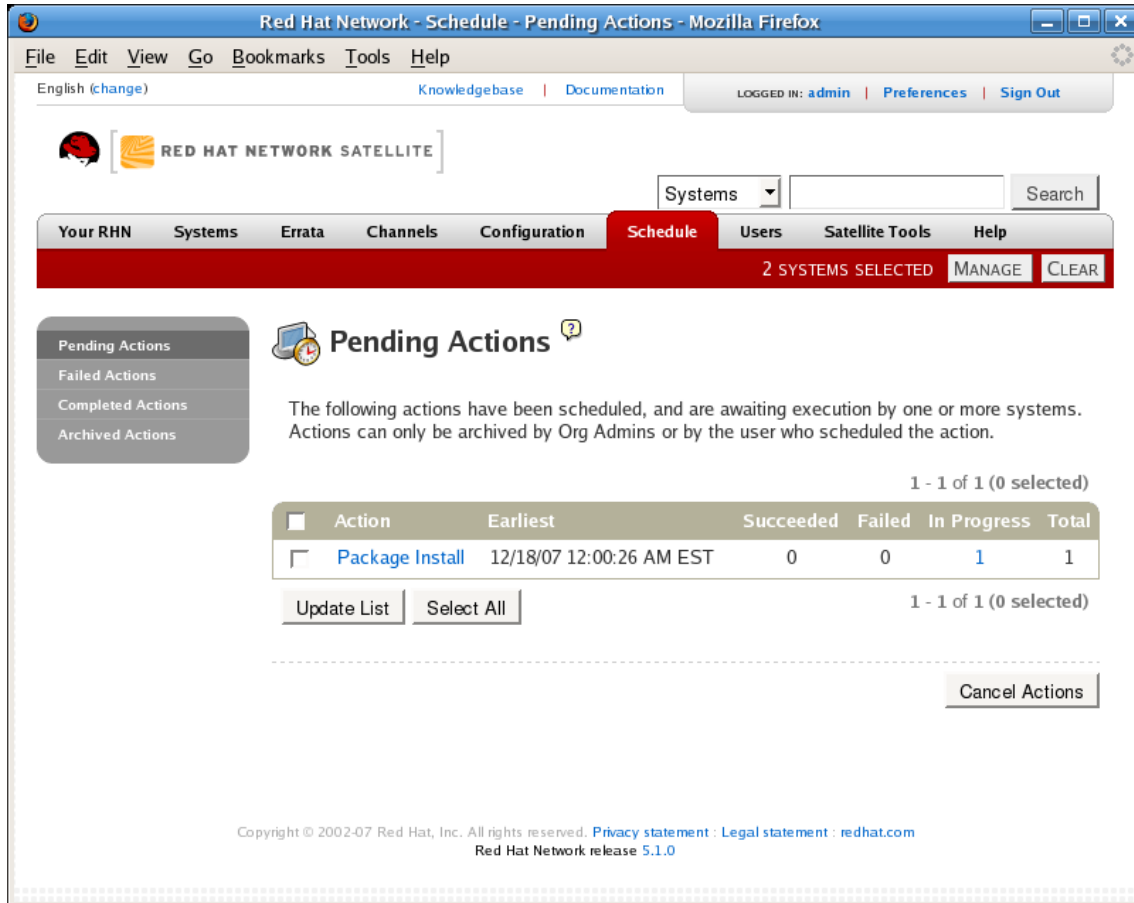 Red Hat Network - Schedule - Pending Actions - Mozilla Firefox
File Edit View Go Bookmarks Tools Help
English (change) Knowledgebase | Documentation LOGGED IN: admin | Preferences | Sign Out
RED HAT NETWORK SATELLITE
Systems Search
Your RHN Systems Errata Channels Configuration Schedule Users Satellite Tools Help
2 SYSTEMS SELECTED MANAGE CLEAR
Pending Actions
Failed Actions
Completed Actions
Archived Actions
Pending Actions ?
The following actions have been scheduled, and are awaiting execution by one or more systems.
Actions can only be archived by Org Admins or by the user who scheduled the action.
1 - 1 of 1 (0 selected)
Action Earliest Succeeded Failed In Progress Total
Package Install 12/18/07 12:00:26 AM EST 0 0 1 1
Update List Select All 1 - 1 of 1 (0 selected)
Cancel Actions
Copyright © 2002-07 Red Hat, Inc. All rights reserved. Privacy statement : Legal statement : redhat.com
Red Hat Network release 5.1.0